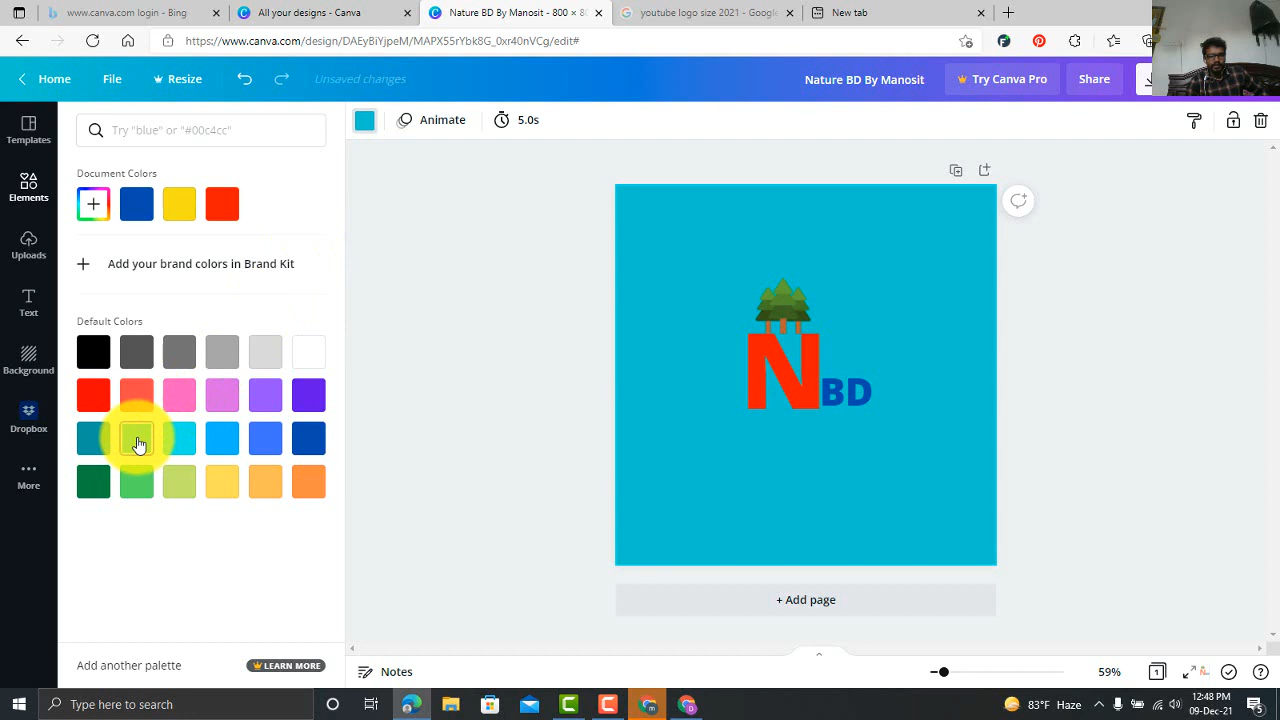 www.canva.com login - Bing
All your designs - Canva
Nature BD By Manosit - 800 × 80
youtube logo size 2021 - Google
New tab
https://www.canva.com/design/DAEyBiYjpeM/MAPX55rYbk8G_0xr40nVCg/edit#
Home
File
Resize
Unsaved changes
Nature BD By Manosit
Try Canva Pro
Share
Templates
Elements
Uploads
Text
Background
Dropbox
More
Try "blue" or "#00c4cc"
Document Colors
+ Add your brand colors in Brand Kit
Default Colors
Add another palette
LEARN MORE
Animate
5.0s
NBD
+ Add page
Notes
59%
1
Type here to search
83°F Haze
12:48 PM
09-Dec-21
5